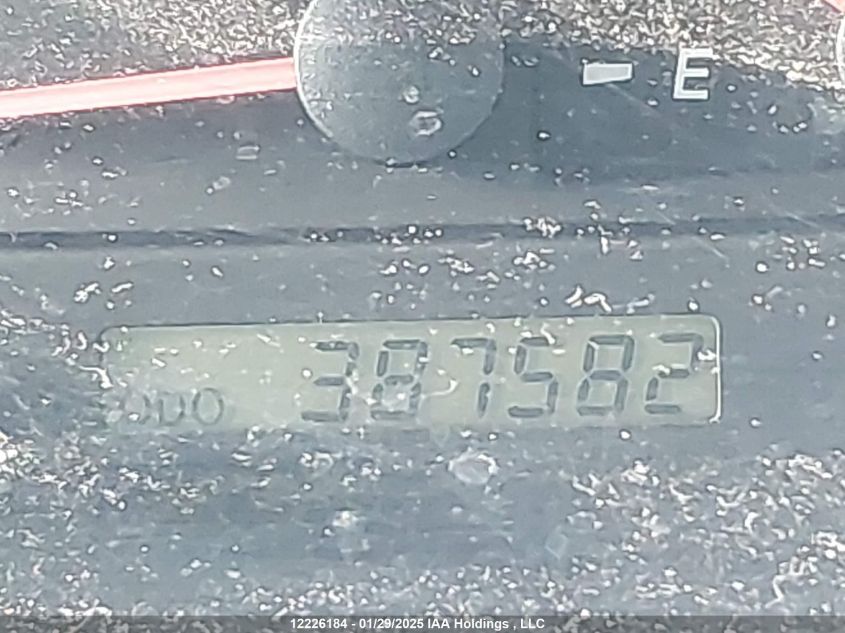 E
ODO 387582
12226184 - 01/29/2025 IAA Holdings , LLC